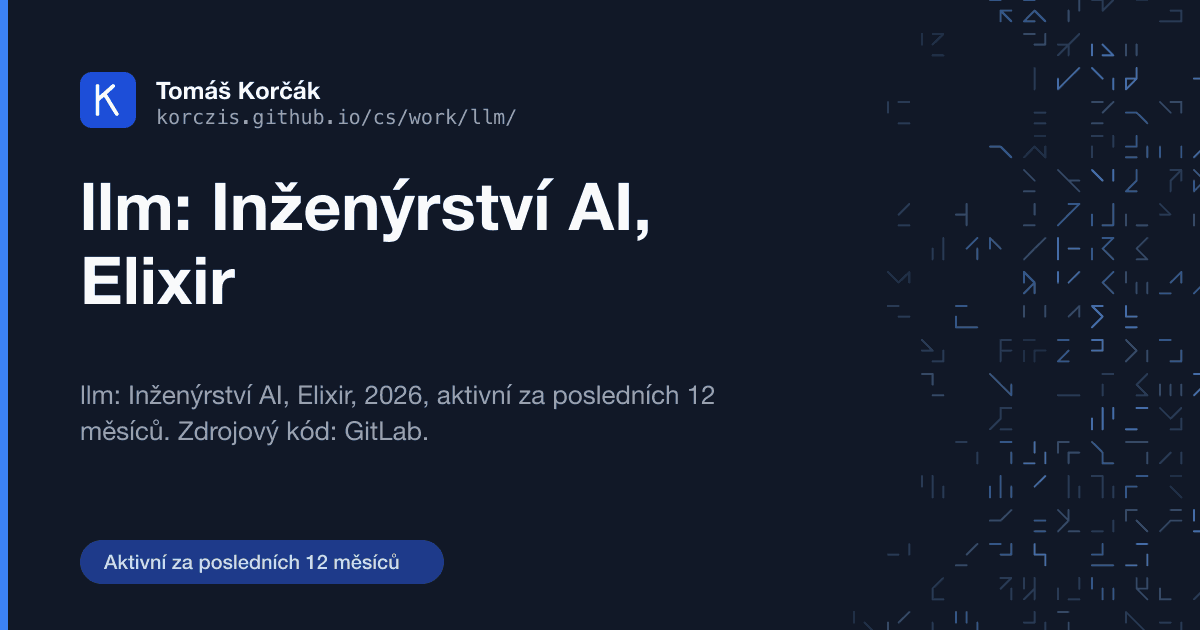 K
Tomáš Korčák
korczis.github.io/cs/work/llm/
llm: Inženýrství AI,
Elixir
llm: Inženýrství AI, Elixir, 2026, aktivní za posledních 12
měsíců. Zdrojový kód: GitLab.
Aktivní za posledních 12 měsíců